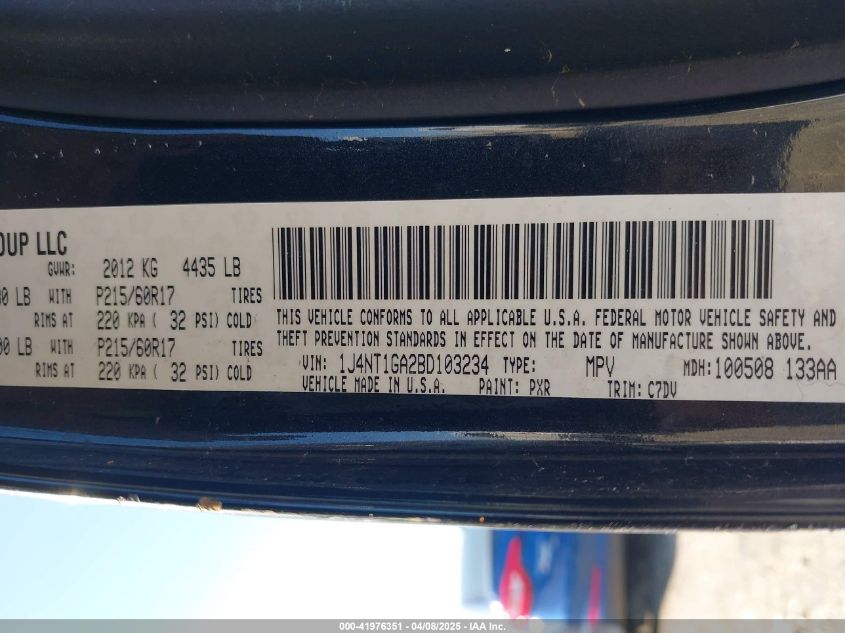 OUP LLC
GVWR: 2012 KG 4435 LB
00 LB WITH P215/60R17 TIRES
RIMS AT 220 KPA ( 32 PSI) COLD
00 LB WITH P215/60R17 TIRES
RIMS AT 220 KPA ( 32 PSI) COLD
THIS VEHICLE CONFORMS TO ALL APPLICABLE U.S.A. FEDERAL MOTOR VEHICLE SAFETY AND
THEFT PREVENTION STANDARDS IN EFFECT ON THE DATE OF MANUFACTURE SHOWN ABOVE.
VIN: 1J4NT1GA2BD103234 TYPE: MPV MDH: 100508 133AA
VEHICLE MADE IN U.S.A. PAINT: PXR TRIM: C7DV
000-41976351 - 04/08/2025 - IAA Inc.